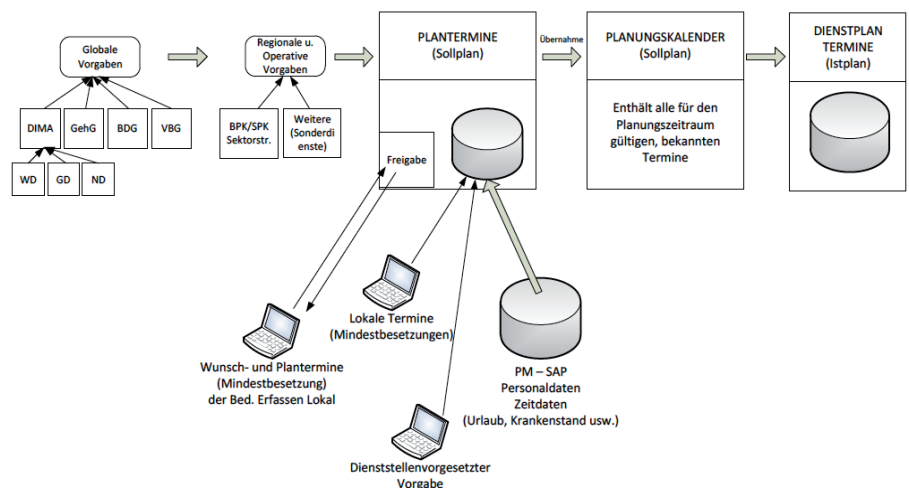 Globale
Vorgaben
DIMA
GehG
BDG
VBG
WD
GD
ND
Regionale u.
Operative
Vorgaben
BPK/SPK
Sektorstr.
Weitere
(Sonderdi
enste)
PLANTERMINE
(Sollplan)
Freigabe
Übernahme
PLANUNGSKALENDER
(Sollplan)
Enthält alle für den
Planungszeitraum
gültigen, bekannten
Termine
DIENSTPLAN
TERMINE
(Istplan)
Wunsch- und Plantermine
(Mindestbesetzung)
der Bed. Erfassen Lokal
Lokale Termine
(Mindestbesetzungen)
Dienststellenvorgesetzter
Vorgabe
PM – SAP
Personaldaten
Zeitdaten
(Urlaub, Krankenstand usw.)